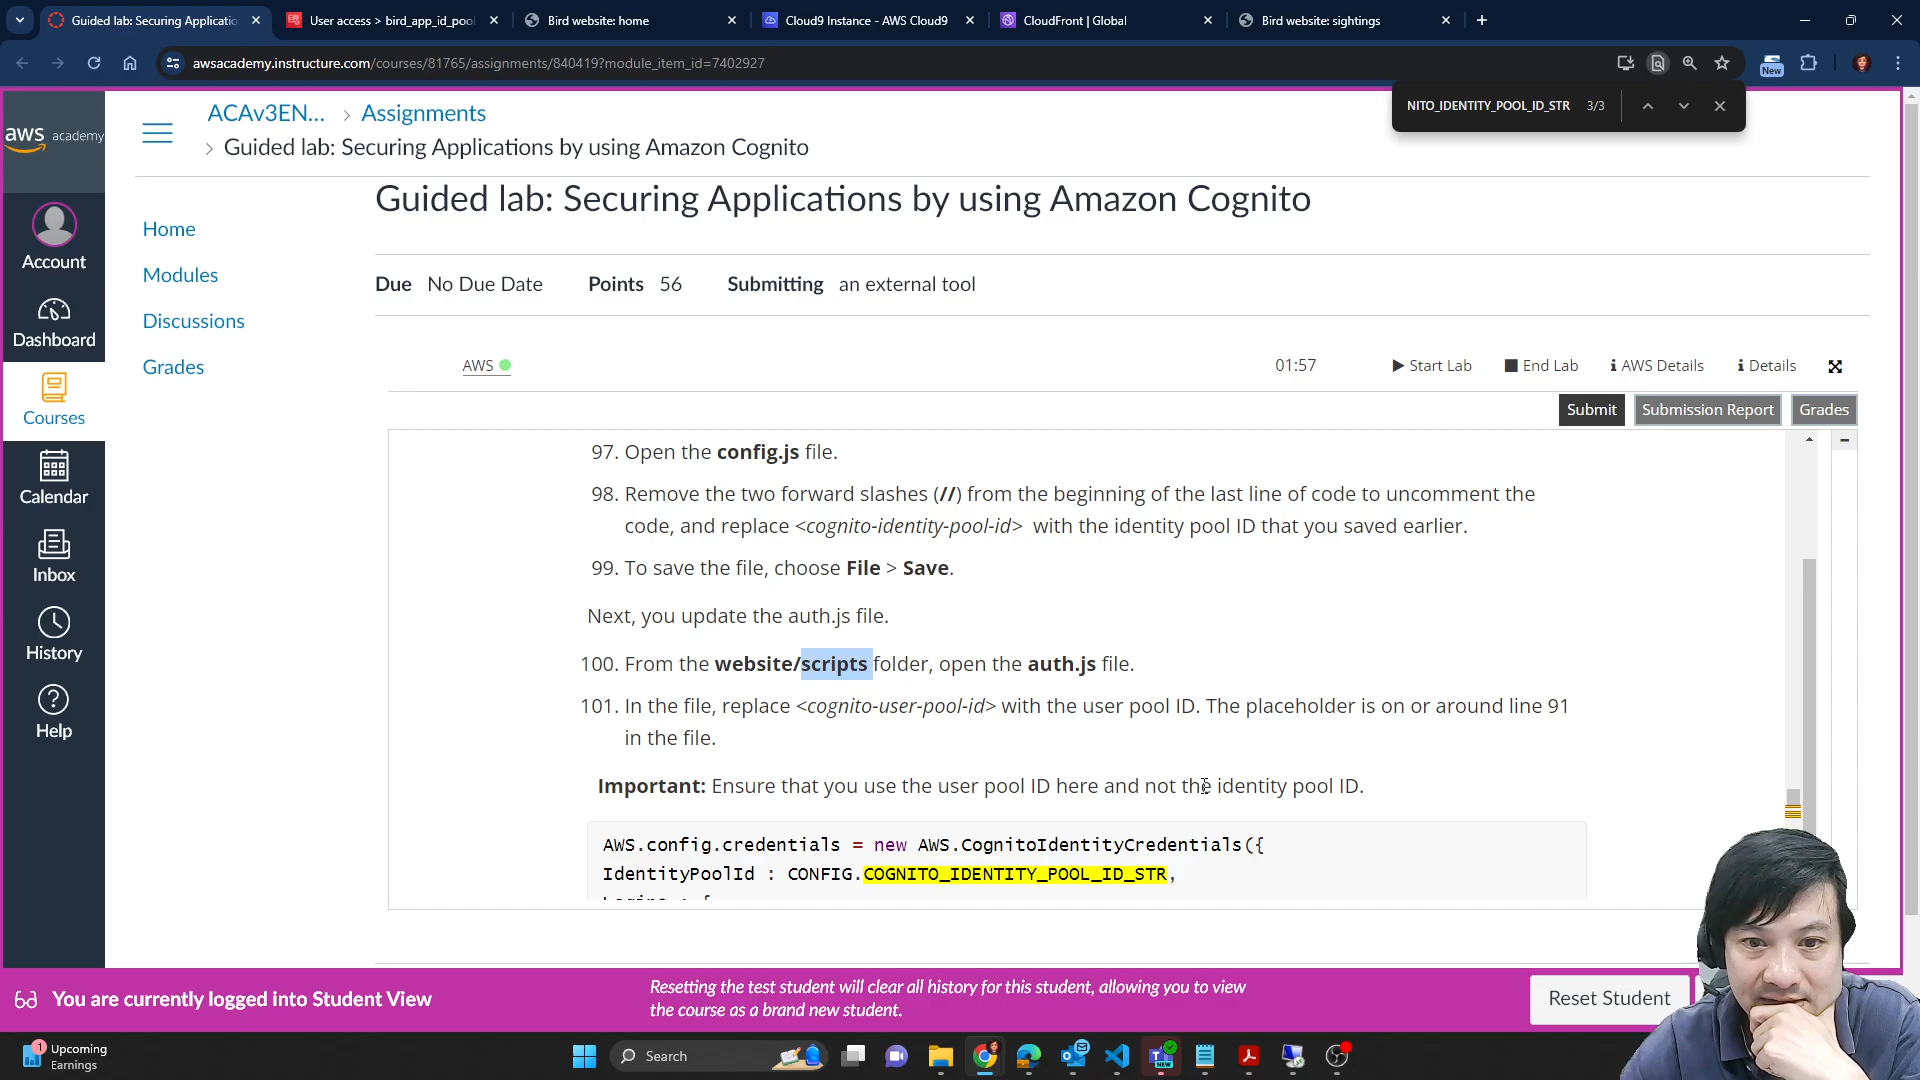 Guided lab: Securing Applicatio
User access > bird_app_id_pool
Bird website: home
Cloud9 Instance - AWS Cloud9
CloudFront | Global
Bird website: sightings
awsacademy.instructure.com/courses/81765/assignments/840419?module_item_id=7402927
New
NITO_IDENTITY_POOL_ID_STR 3/3
aws academy
ACAv3EN... > Assignments
> Guided lab: Securing Applications by using Amazon Cognito
Guided lab: Securing Applications by using Amazon Cognito
Account
Dashboard
Courses
Calendar
Inbox
History
Help
Home
Modules
Discussions
Grades
Due No Due Date Points 56 Submitting an external tool
AWS 01:57 Start Lab End Lab AWS Details Details
Submit Submission Report Grades
97. Open the config.js file.
98. Remove the two forward slashes (//) from the beginning of the last line of code to uncomment the
code, and replace <cognito-identity-pool-id> with the identity pool ID that you saved earlier.
99. To save the file, choose File > Save.
Next, you update the auth.js file.
100. From the website/scripts folder, open the auth.js file.
101. In the file, replace <cognito-user-pool-id> with the user pool ID. The placeholder is on or around line 91
in the file.
Important: Ensure that you use the user pool ID here and not the identity pool ID.
AWS.config.credentials = new AWS.CognitoIdentityCredentials({
IdentityPoolId : CONFIG.COGNITO_IDENTITY_POOL_ID_STR,
You are currently logged into Student View
Resetting the test student will clear all history for this student, allowing you to view
the course as a brand new student.
Reset Student
1
Upcoming
Earnings
Search
NEW